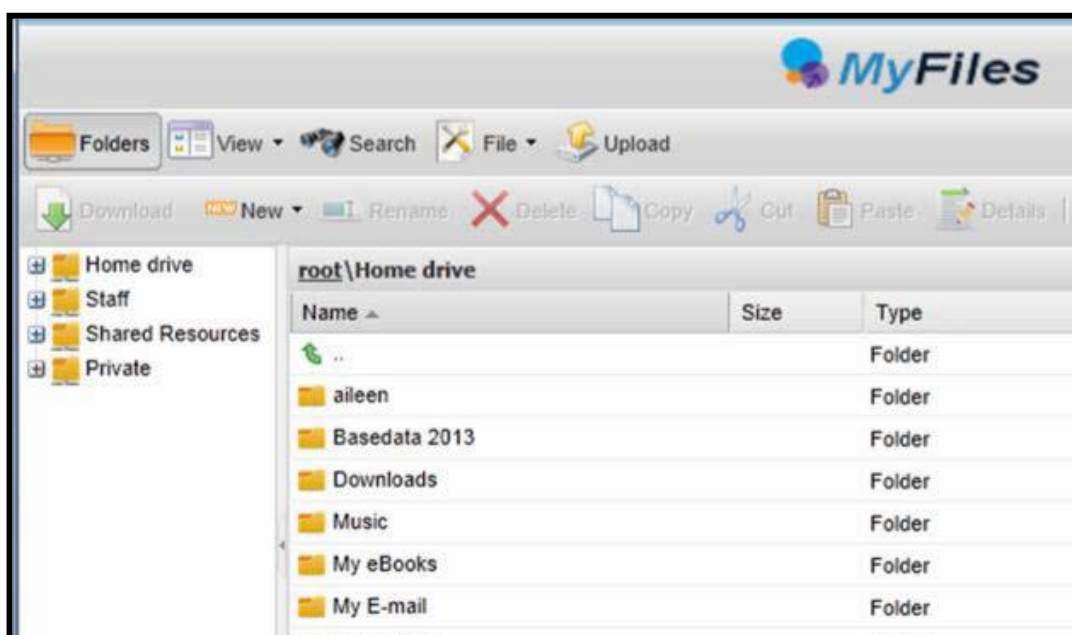 MyFiles
Folders View Search File Upload
Download NEW New Rename Delete Copy Cut Paste Details
Home drive
Staff
Shared Resources
Private
root\Home drive
Name Size Type
.. Folder
aileen Folder
Basedata 2013 Folder
Downloads Folder
Music Folder
My eBooks Folder
My E-mail Folder